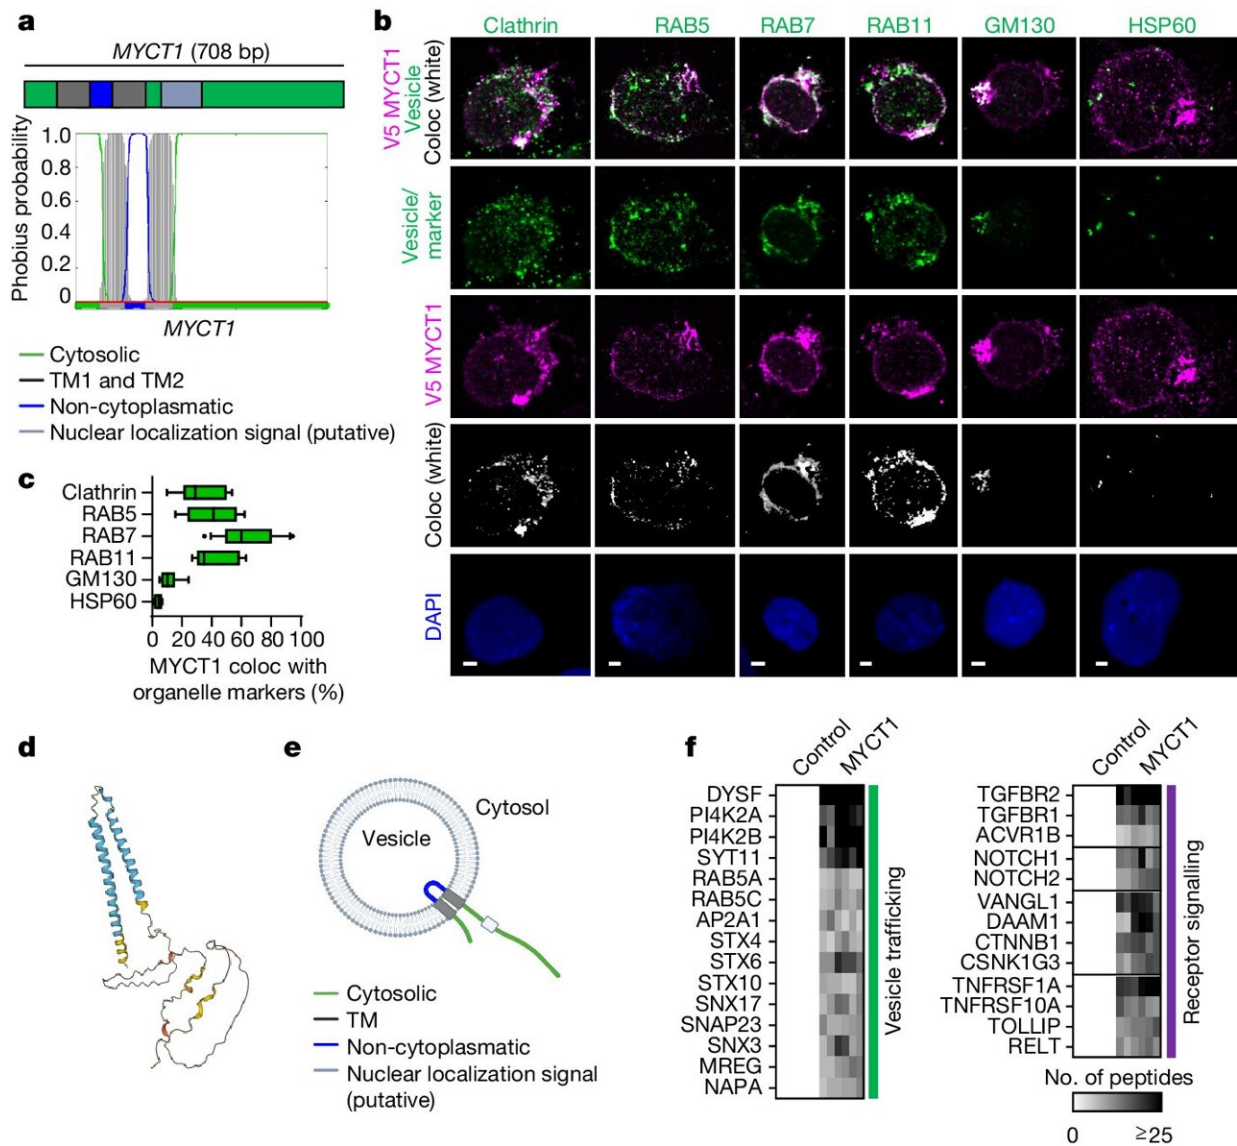 a
MYCT1 (708 bp)
Phobius probability
1.0
0.8
0.6
0.4
0.2
0
MYCT1
Cytosolic
TM1 and TM2
Non-cytoplasmatic
Nuclear localization signal (putative)
b
Clathrin RAB5 RAB7 RAB11 GM130 HSP60
V5 MYCT1
Vesicle
Coloc (white)
Vesicle/
marker
V5 MYCT1
Coloc (white)
DAPI
c
Clathrin
RAB5
RAB7
RAB11
GM130
HSP60
0 20 40 60 80 100
MYCT1 coloc with
organelle markers (%)
d
e
Cytosol
Vesicle
Cytosolic
TM
Non-cytoplasmatic
Nuclear localization signal
(putative)
f
Control MYCT1
DYSF
PI4K2A
PI4K2B
SYT11
RAB5A
RAB5C
AP2A1
STX4
STX6
STX10
SNX17
SNAP23
SNX3
MREG
NAPA
Vesicle trafficking
Control MYCT1
TGFBR2
TGFBR1
ACVR1B
NOTCH1
NOTCH2
VANGL1
DAAM1
CTNNB1
CSNK1G3
TNFRSF1A
TNFRSF10A
TOLLIP
RELT
Receptor signalling
No. of peptides
0 ≥25